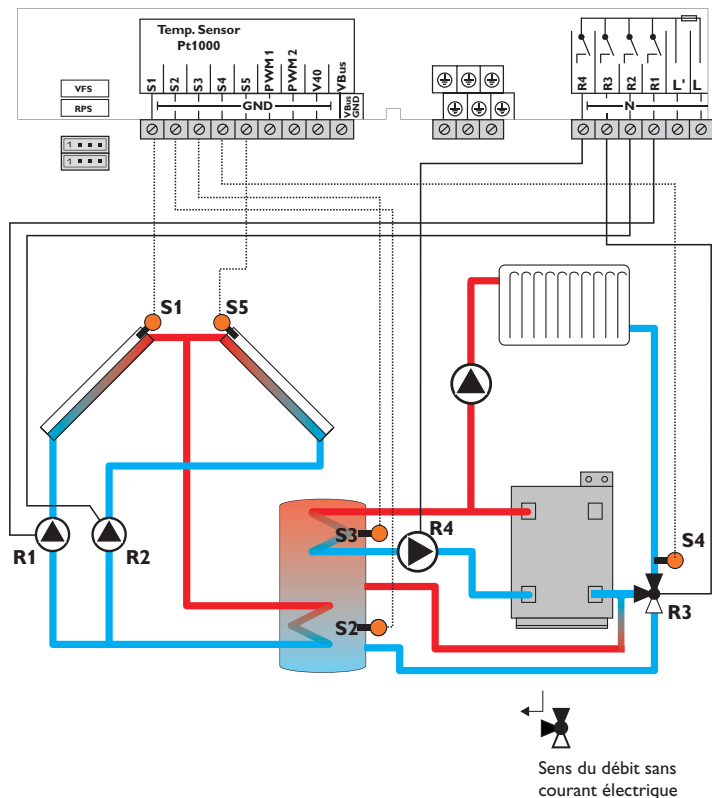 Temp. Sensor
Pt1000
VFS
RPS
S1
S2
S3
S4
S5
PWM 1
PWM 2
V40
VBus
GND
VBus
GND
R4
R3
R2
R1
L'
L
N
1
1
S1
S5
R1
R2
S3
R4
S4
S2
R3
Sens du débit sans
courant électrique